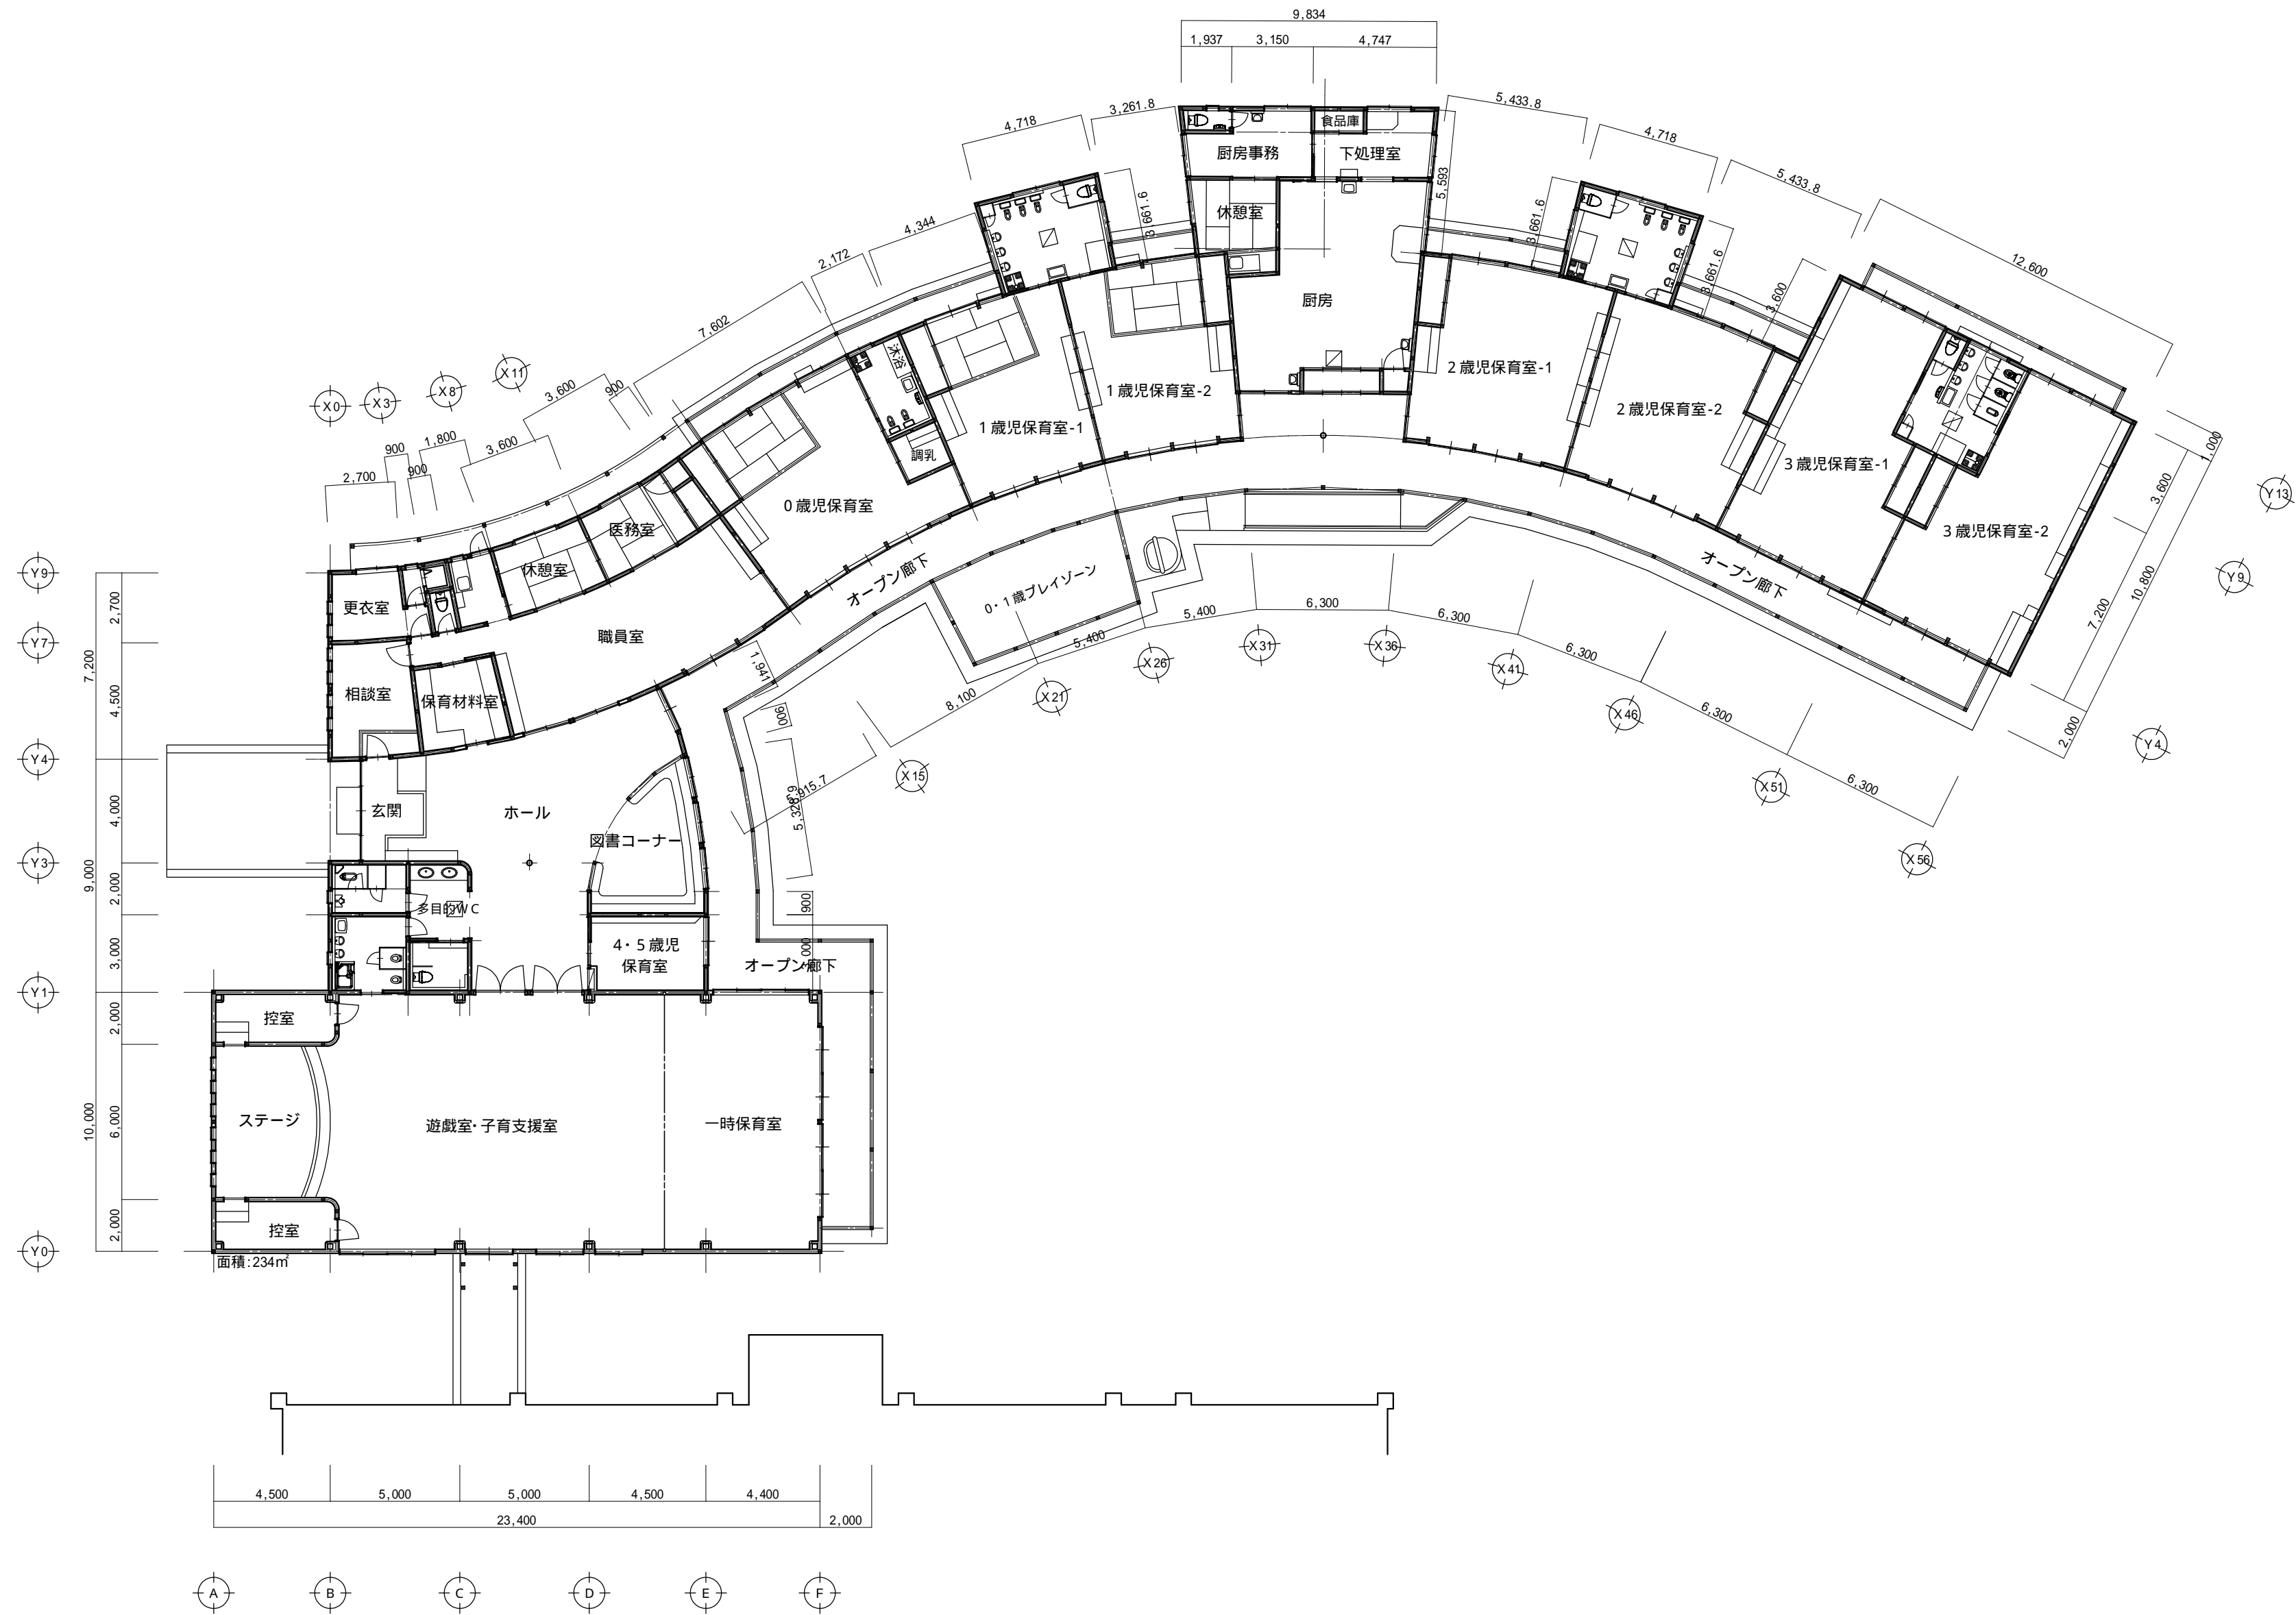 9,834
1,937
3,150
4,747
5,433.8
3,261.8
4,718
食品庫
4,718
厨房事務
下処理室
5,593
5,433.8
3,661.6
3,661.6
休憩室
4,344
2,172
12,600
3,661.6
3,600
厨房
7,602
沐浴
2歳児保育室-1
1歳児保育室-2
X11
X8
3,600
900
X0
X3
2歳児保育室-2
1歳児保育室-1
1,800
900
3,600
1,000
調乳
900
2,700
3歳児保育室-1
3,600
Y13
0歳児保育室
医務室
3歳児保育室-2
オープン廊下
オープン廊下
休憩室
Y9
Y9
10,800
0・1歳プレイゾーン
更衣室
2,700
5,400
6,300
6,300
7,200
職員室
Y7
5,400
X31
X36
6,300
X26
X41
1,941
7,200
相談室
4,500
保育材料室
8,100
X21
X46
6,300
900
2,000
Y4
Y4
X15
X51
6,300
5,915.7
5,328.9
4,000
玄関
ホール
図書コーナー
X56
Y3
9,000
2,000
多目的WC
900
3,000
4・5歳児
保育室
オープン廊下
Y1
控室
2,000
10,000
6,000
ステージ
遊戯室・子育支援室
一時保育室
2,000
控室
Y0
面積:234㎡
4,500
5,000
5,000
4,500
4,400
23,400
2,000
A
B
C
D
E
F